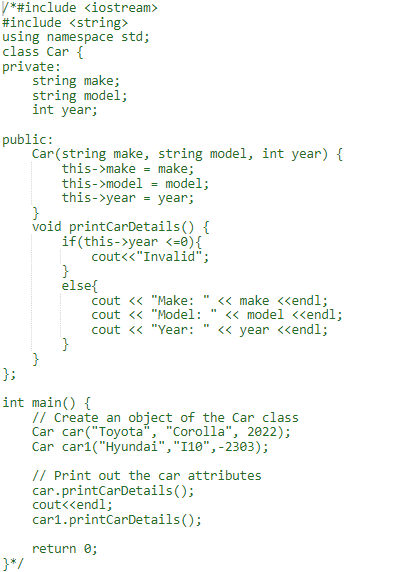 /*#include <iostream>
#include <string>
using namespace std;
class Car {
private:
    string make;
    string model;
    int year;

public:
    Car(string make, string model, int year) {
        this->make = make;
        this->model = model;
        this->year = year;
    }
    void printCarDetails() {
        if(this->year <=0){
            cout<<"Invalid";
        }
        else{
            cout << "Make: " << make <<endl;
            cout << "Model: " << model <<endl;
            cout << "Year: " << year <<endl;
        }
    }
};

int main() {
    // Create an object of the Car class
    Car car("Toyota", "Corolla", 2022);
    Car car1("Hyundai","I10",-2303);

    // Print out the car attributes
    car.printCarDetails();
    cout<<endl;
    car1.printCarDetails();

    return 0;
}*/